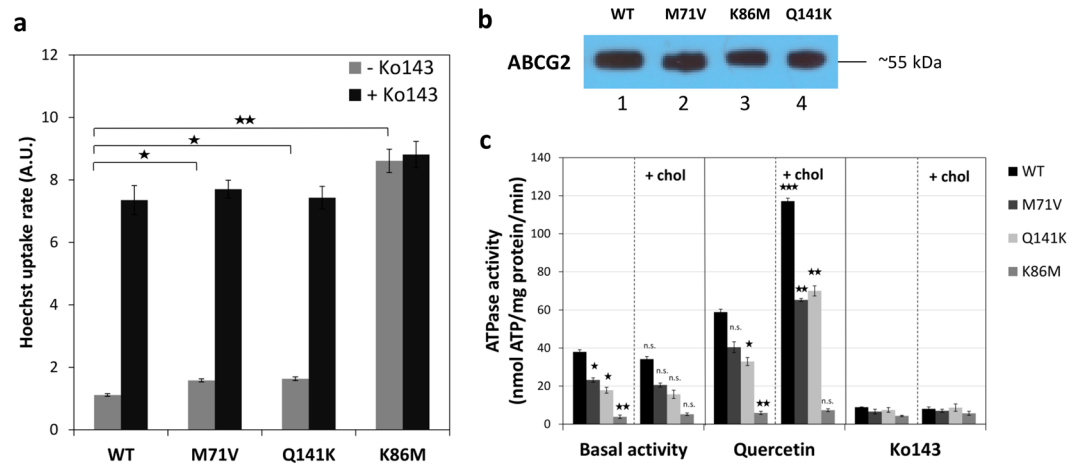 a
Hoechst uptake rate (A.U.)
12
10
8
6
4
2
0
- Ko143
+ Ko143
★★
★
★
WT M71V Q141K K86M
b
WT M71V K86M Q141K
ABCG2
~55 kDa
1 2 3 4
c
ATPase activity
(nmol ATP/mg protein/min)
140
120
100
80
60
40
20
0
+ chol + chol + chol
★ ★ ★★
n.s. n.s. n.s. n.s.
n.s. ★ ★★
★★★ ★★ ★★ n.s.
Basal activity Quercetin Ko143
WT
M71V
Q141K
K86M